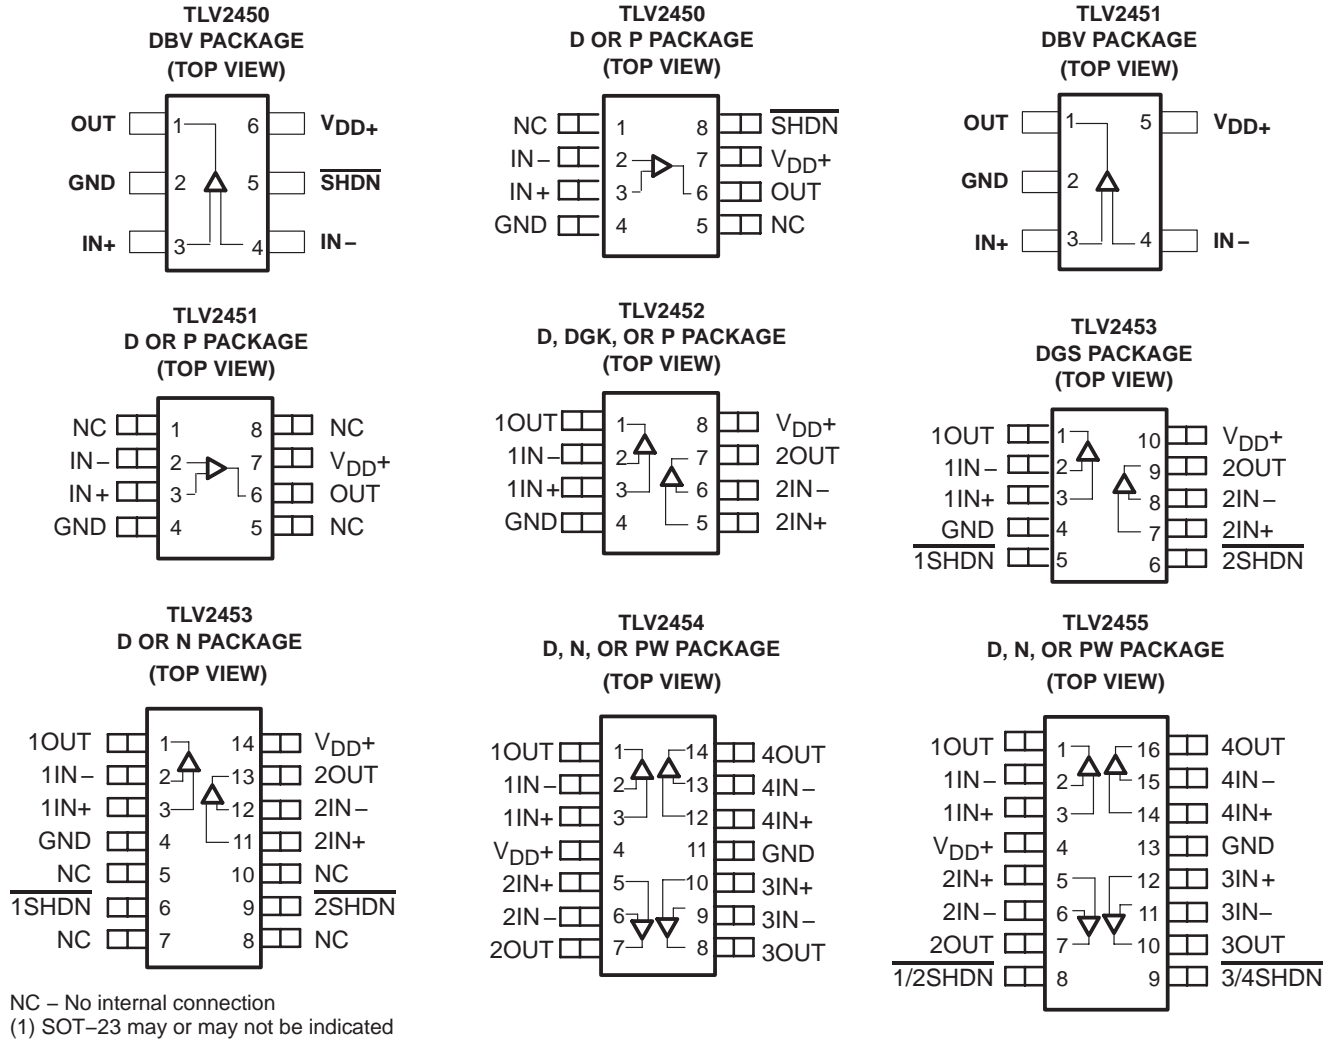 TLV2450
DBV PACKAGE
(TOP VIEW)
OUT 1 6 VDD+
GND 2 5 SHDN
IN+ 3 4 IN−
TLV2450
D OR P PACKAGE
(TOP VIEW)
NC 1 8 SHDN
IN− 2 7 VDD+
IN+ 3 6 OUT
GND 4 5 NC
TLV2451
DBV PACKAGE
(TOP VIEW)
OUT 1 5 VDD+
GND 2
IN+ 3 4 IN−
TLV2451
D OR P PACKAGE
(TOP VIEW)
NC 1 8 NC
IN− 2 7 VDD+
IN+ 3 6 OUT
GND 4 5 NC
TLV2452
D, DGK, OR P PACKAGE
(TOP VIEW)
1OUT 1 8 VDD+
1IN− 2 7 2OUT
1IN+ 3 6 2IN−
GND 4 5 2IN+
TLV2453
DGS PACKAGE
(TOP VIEW)
1OUT 1 10 VDD+
1IN− 2 9 2OUT
1IN+ 3 8 2IN−
GND 4 7 2IN+
1SHDN 5 6 2SHDN
TLV2453
D OR N PACKAGE
(TOP VIEW)
1OUT 1 14 VDD+
1IN− 2 13 2OUT
1IN+ 3 12 2IN−
GND 4 11 2IN+
NC 5 10 NC
1SHDN 6 9 2SHDN
NC 7 8 NC
TLV2454
D, N, OR PW PACKAGE
(TOP VIEW)
1OUT 1 14 4OUT
1IN− 2 13 4IN−
1IN+ 3 12 4IN+
VDD+ 4 11 GND
2IN+ 5 10 3IN+
2IN− 6 9 3IN−
2OUT 7 8 3OUT
TLV2455
D, N, OR PW PACKAGE
(TOP VIEW)
1OUT 1 16 4OUT
1IN− 2 15 4IN−
1IN+ 3 14 4IN+
VDD+ 4 13 GND
2IN+ 5 12 3IN+
2IN− 6 11 3IN−
2OUT 7 10 3OUT
1/2SHDN 8 9 3/4SHDN
NC − No internal connection
(1) SOT−23 may or may not be indicated